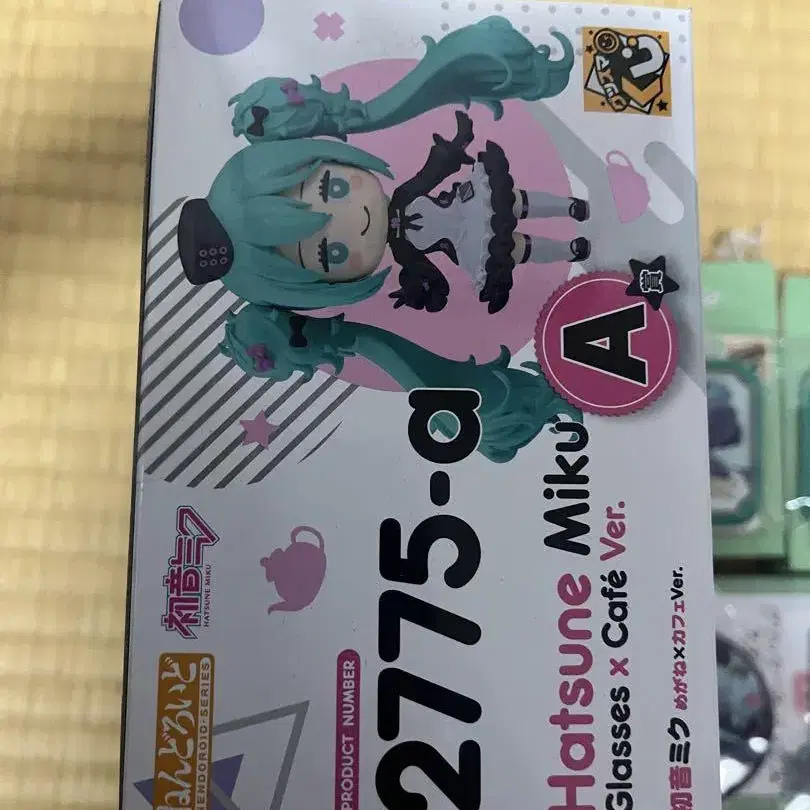 ねんどろいど
NENDOROID-SERIES
初音ミク
HATSUNE MIKU
PRODUCT NUMBER
2775-a
Hatsune Miku
Glasses x Café Ver.
初音ミク めがね×カフェVer.
A
賞